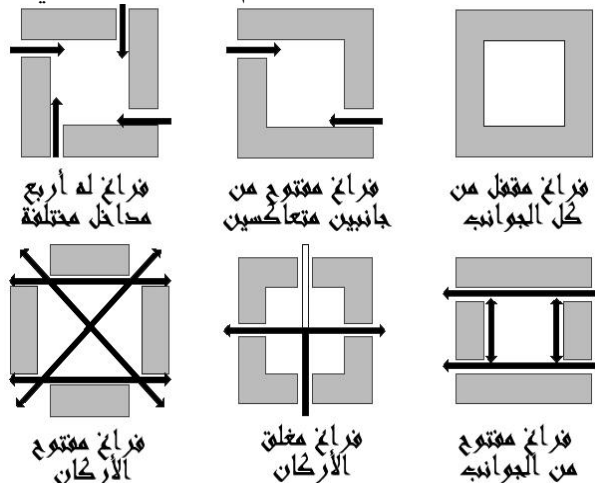 فراغ مقفل من
كل الجوانب
فراغ مفتوح من
جانبين متعاكسين
فراغ له أربع
مداخل مختلفة
فراغ مفتوح
من الجوانب
فراغ مغلق
الأركان
فراغ مفتوح
الأركان